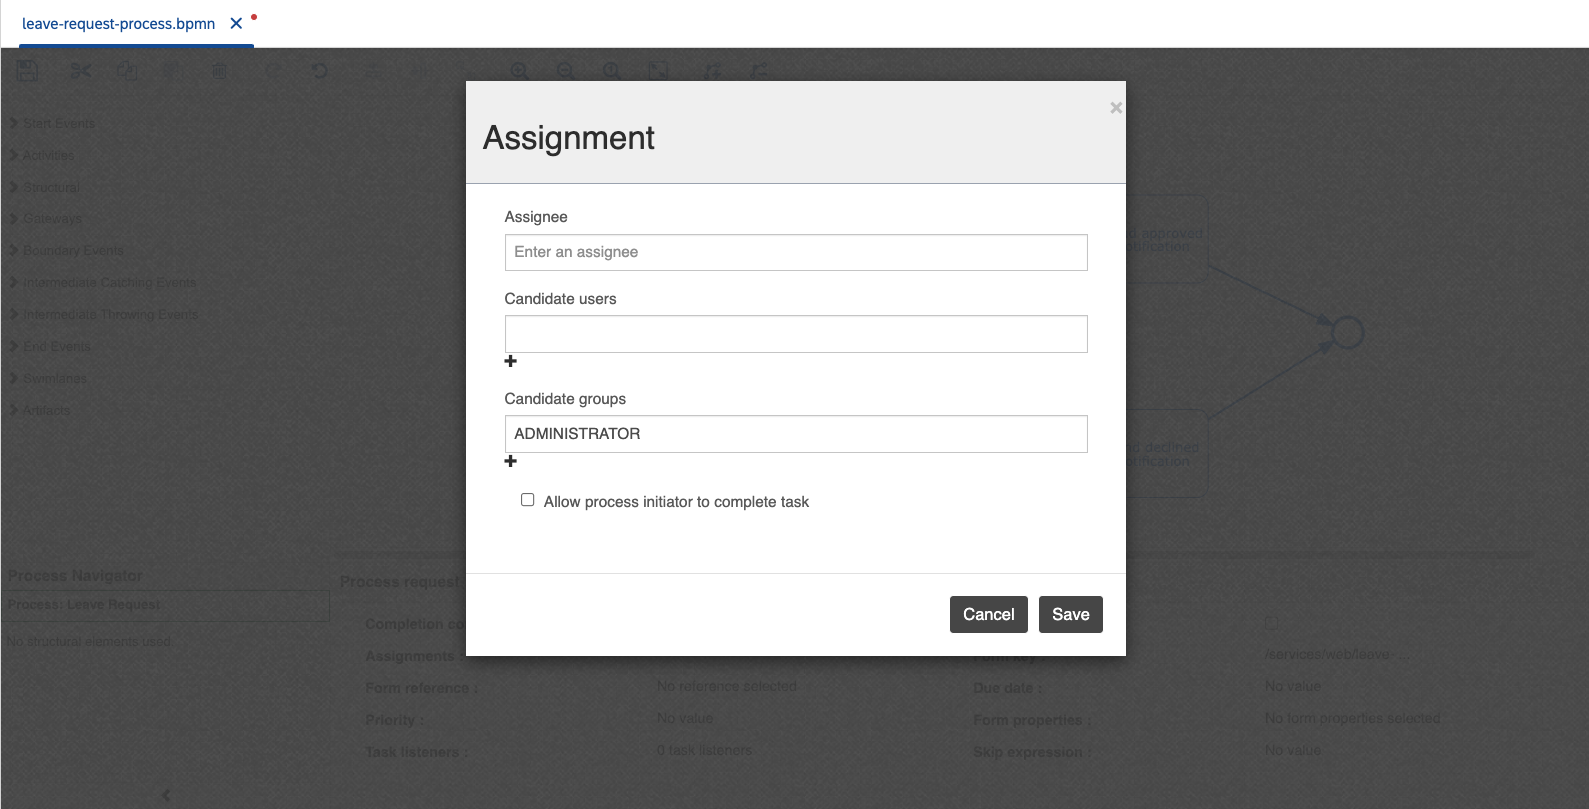 leave-request-process.bpmn
Start Events
Activities
Structural
Gateways
Boundary Events
Intermediate Catching Events
Intermediate Throwing Events
End Events
Swimlanes
Artifacts
Assignment
Assignee
Enter an assignee
Candidate users
Candidate groups
ADMINISTRATOR
Allow process initiator to complete task
Cancel
Save
approved
declined
Process Navigator
Process: Leave Request
No structural elements used
Process request
Completion co
Assignments :
Form key :
/services/web/leave-...
Form reference :
No reference selected
Due date :
No value
Priority :
No value
Form properties :
No form properties selected
Task listeners :
0 task listeners
Skip expression :
No value